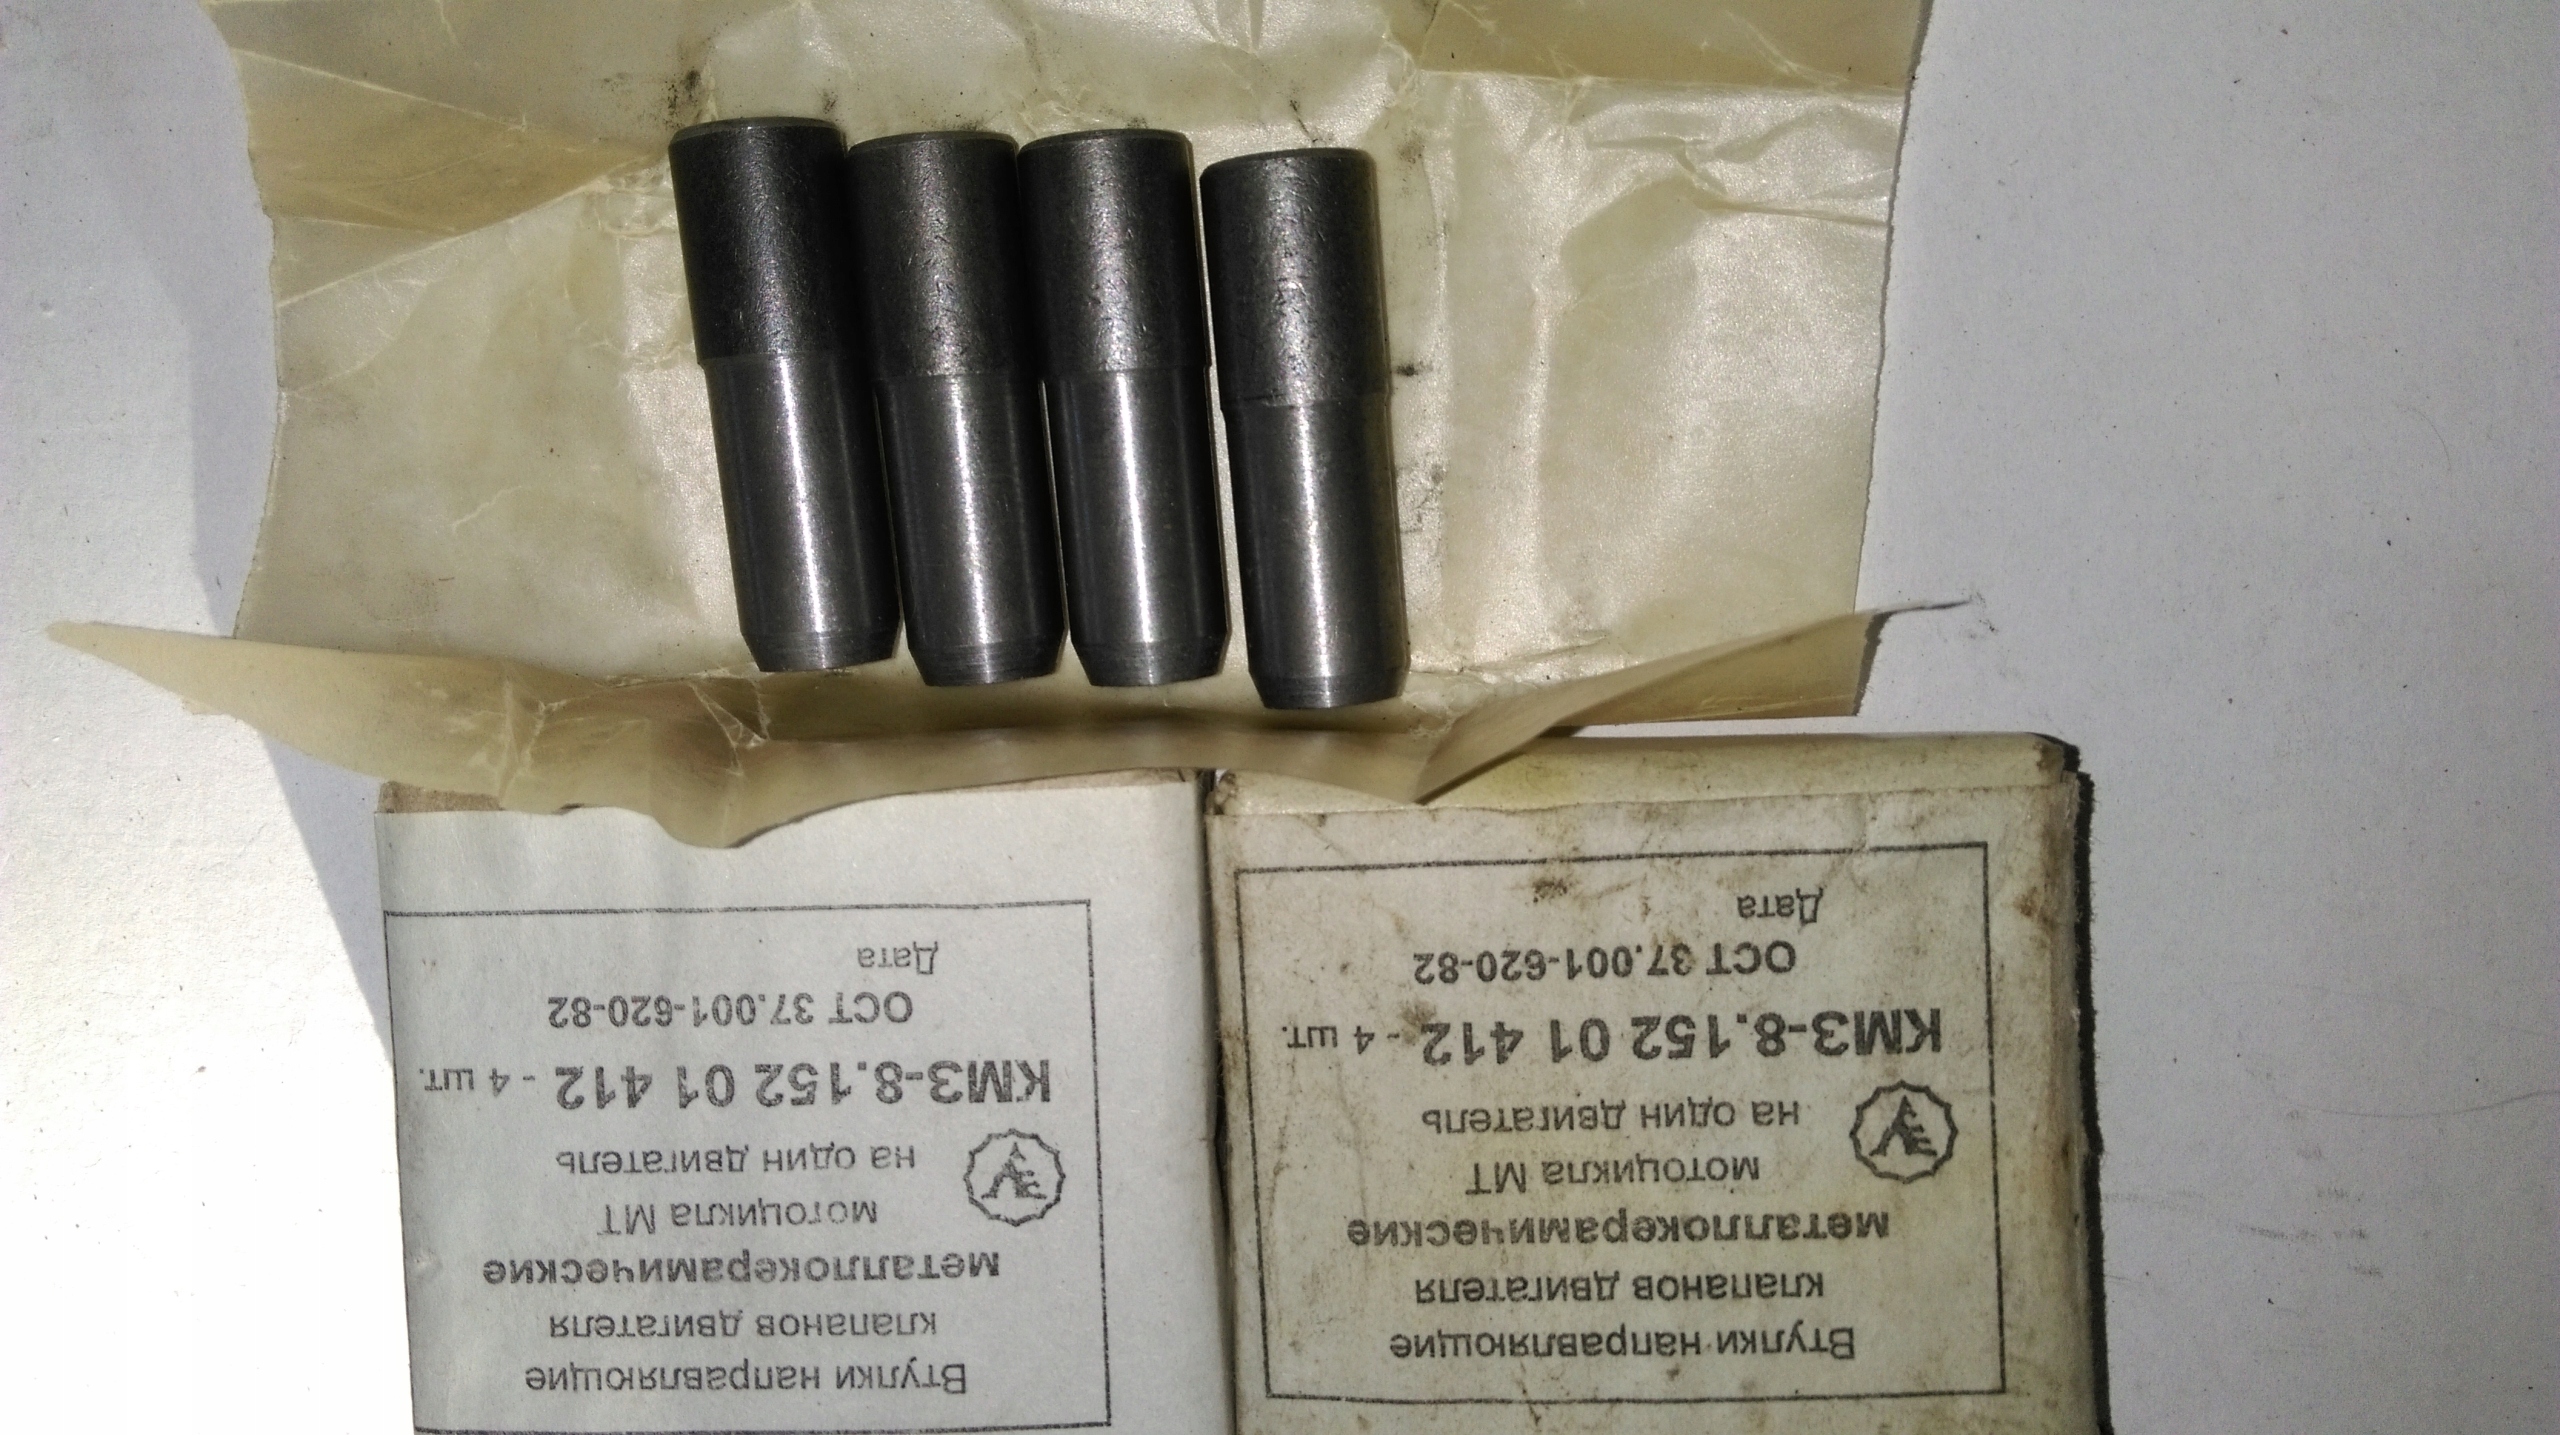 Втулки направляющие
клапанов двигателя
металлокерамические
мотоцикла МТ
на один двигатель
КМЗ-8.152 01 412 - 4 шт.
ОСТ 37.001-620-82
Дата
Втулки направляющие
клапанов двигателя
металлокерамические
мотоцикла МТ
на один двигатель
КМЗ-8.152 01 412 - 4 шт.
ОСТ 37.001-620-82
Дата